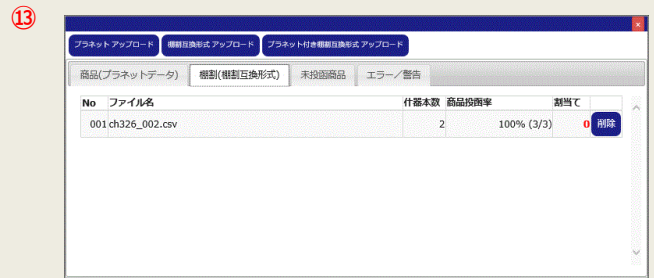 ⑬
プラネット アップロード 棚割互換形式 アップロード プラネット付き棚割互換形式 アップロード
商品(プラネットデータ) 棚割(棚割互換形式) 未投函商品 エラー／警告
No ファイル名 什器本数 商品投函率 割当て
001 ch326_002.csv 2 100% (3/3) 0 削除